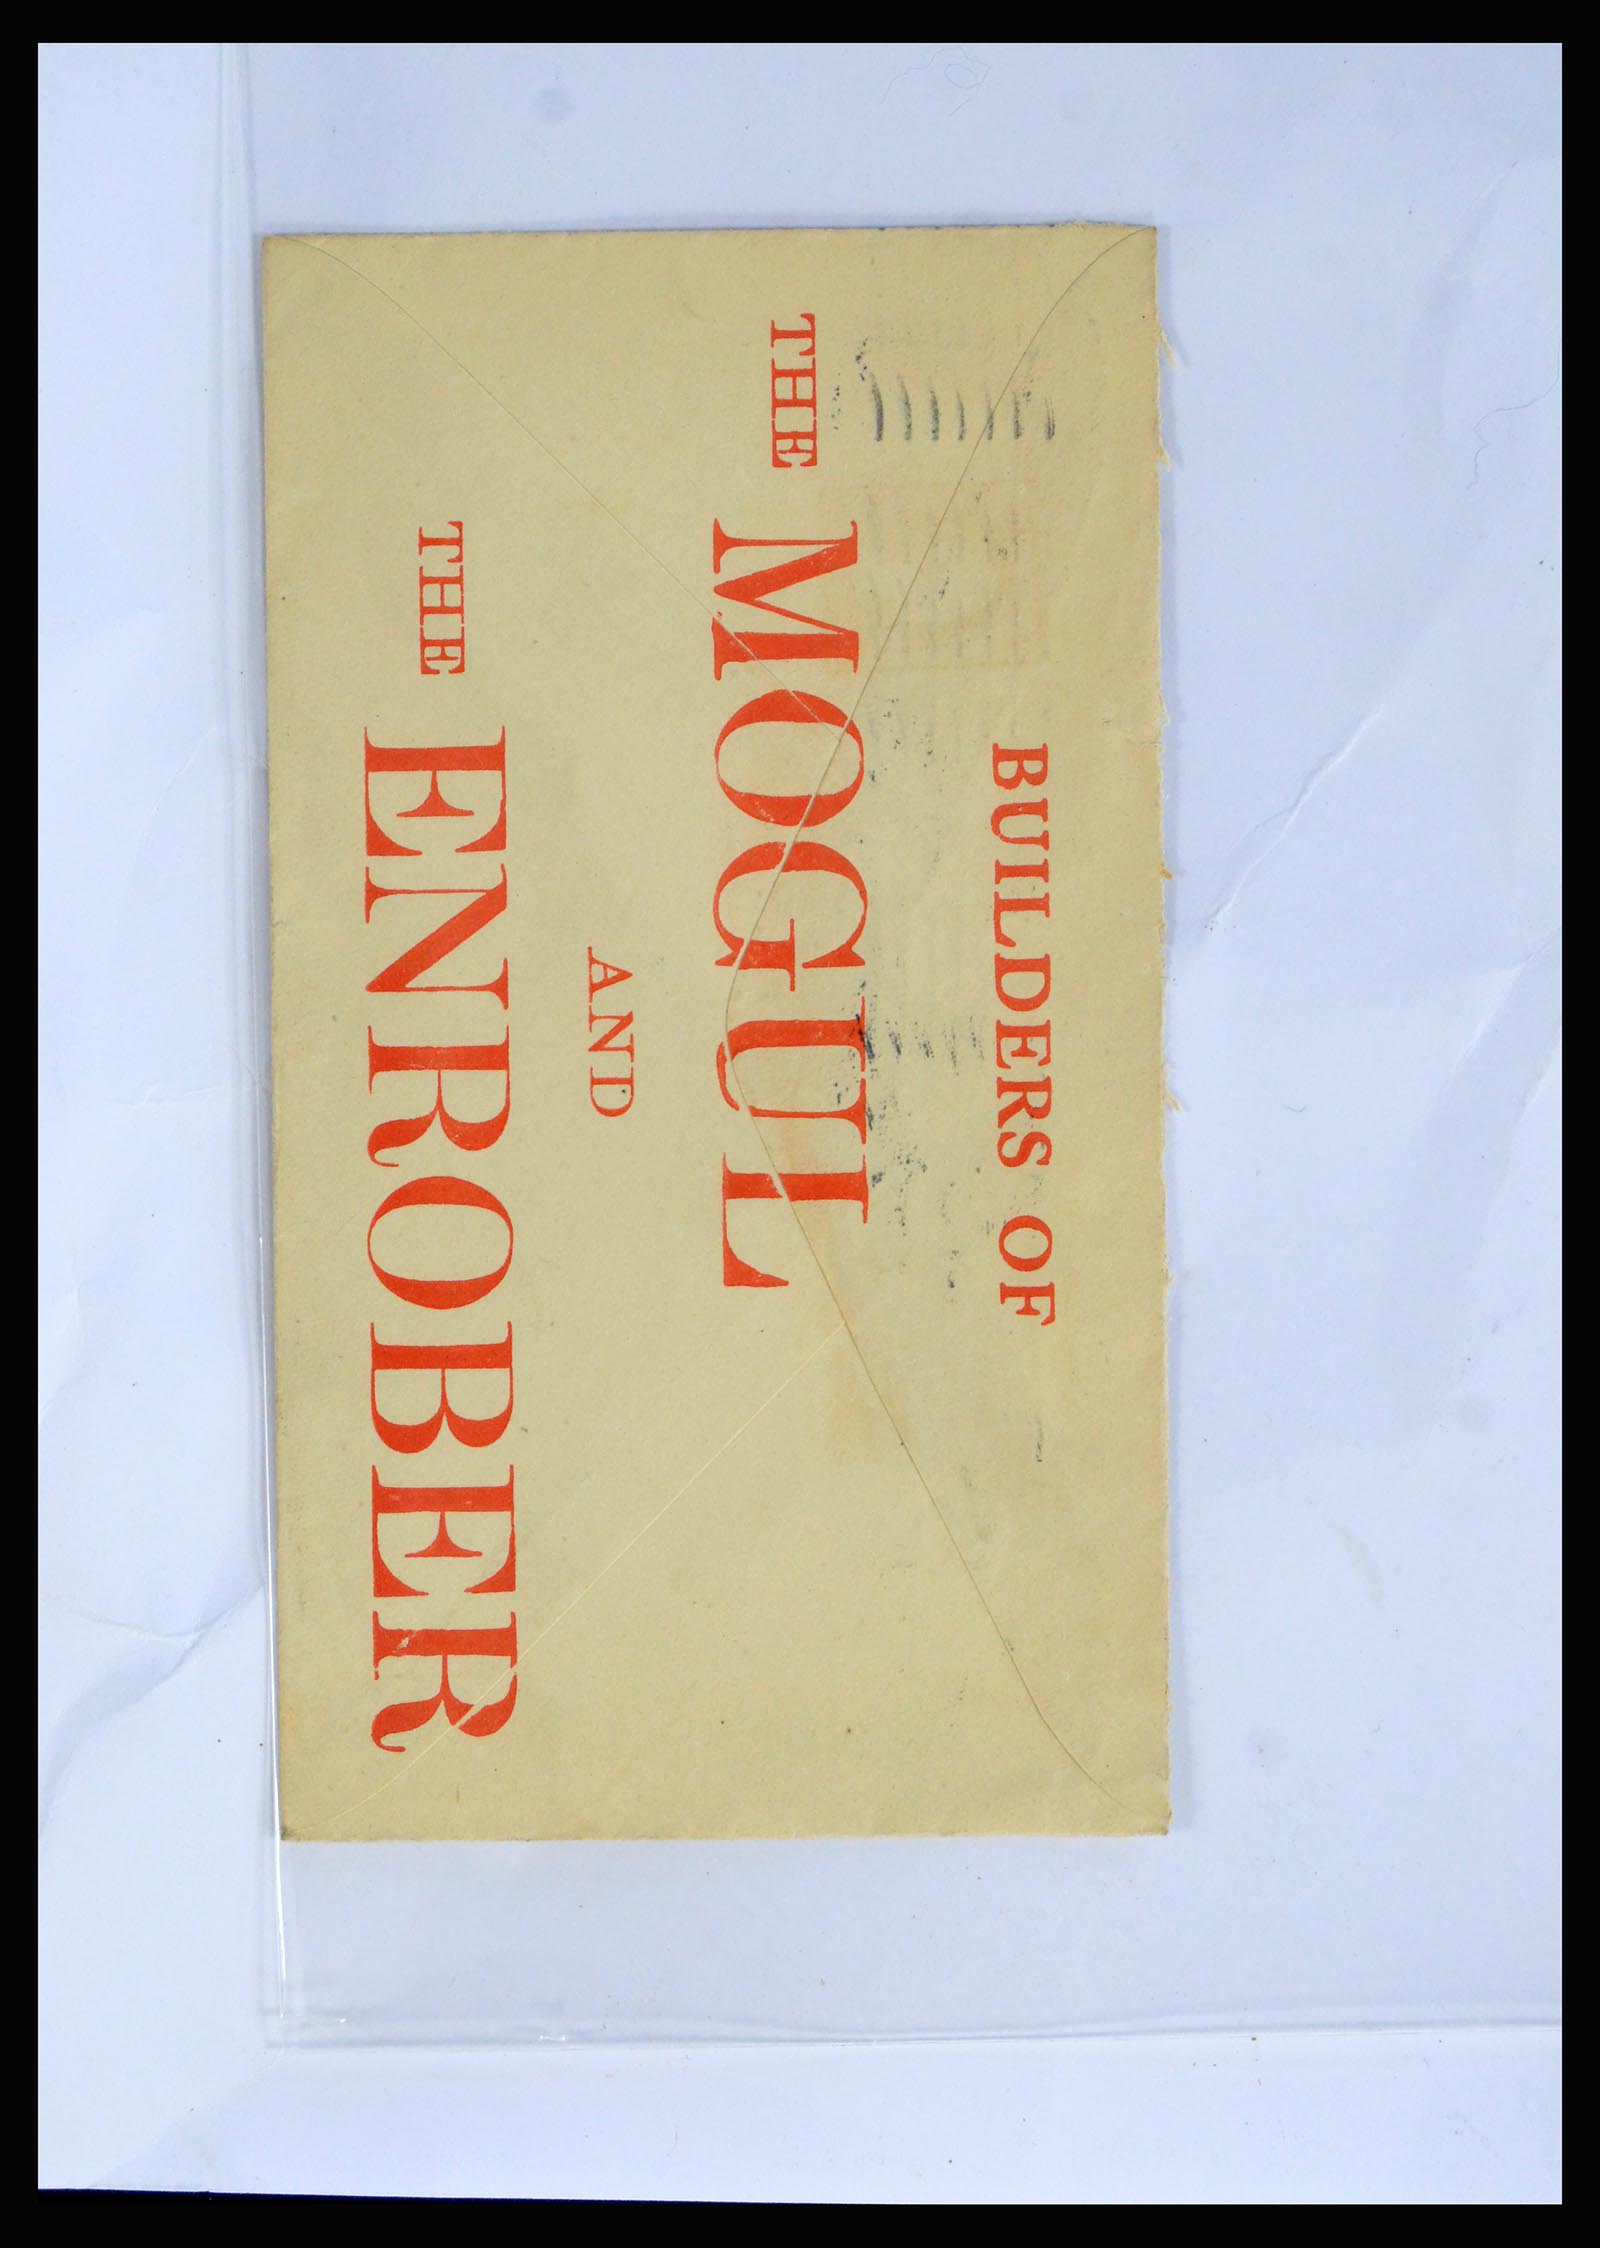 BUILDERS OF
THE MOGUL
AND
THE ENROBER